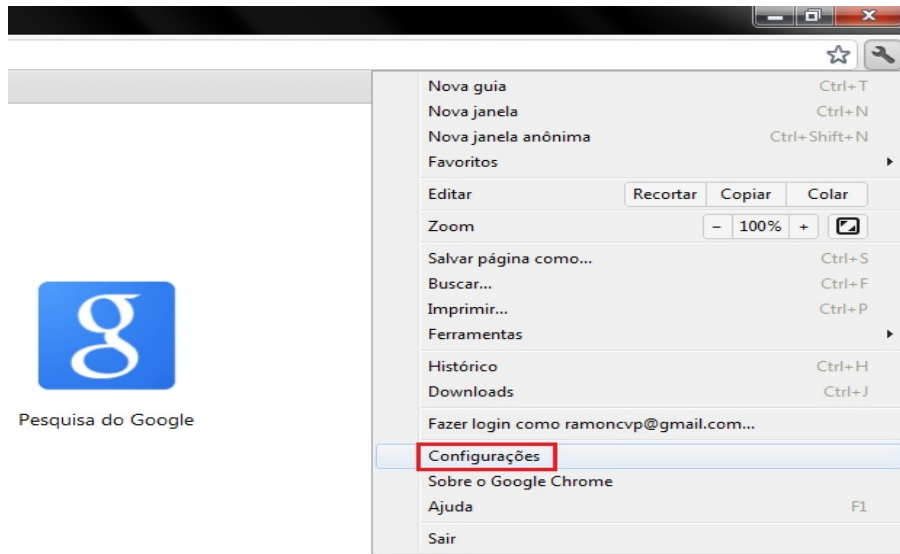 Nova guia Ctrl+T
Nova janela Ctrl+N
Nova janela anônima Ctrl+Shift+N
Favoritos
Editar Recortar Copiar Colar
Zoom - 100% +
Salvar página como... Ctrl+S
Buscar... Ctrl+F
Imprimir... Ctrl+P
Ferramentas
Histórico Ctrl+H
Downloads Ctrl+J
Fazer login como ramoncvp@gmail.com...
Configurações
Sobre o Google Chrome
Ajuda F1
Sair
g
Pesquisa do Google